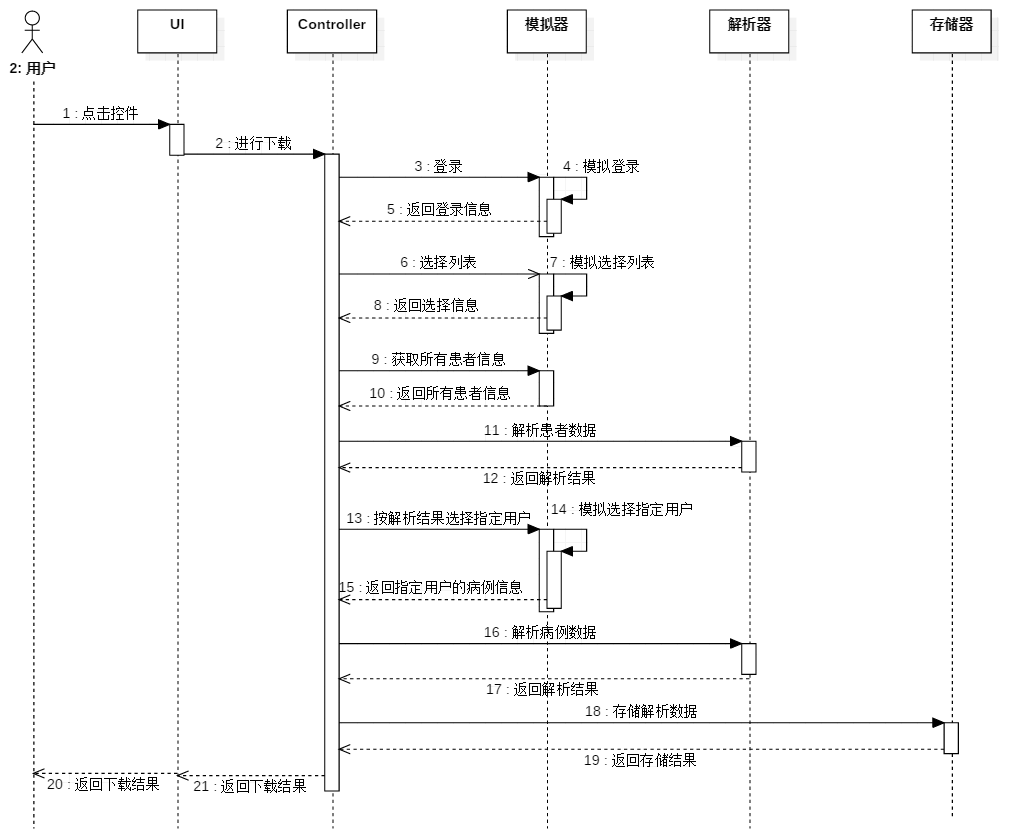 UI
Controller
模拟器
解析器
存储器
2: 用户
1 : 点击控件
2 : 进行下载
3 : 登录
4 : 模拟登录
5 : 返回登录信息
6 : 选择列表
7 : 模拟选择列表
8 : 返回选择信息
9 : 获取所有患者信息
10 : 返回所有患者信息
11 : 解析患者数据
12 : 返回解析结果
13 : 按解析结果选择指定用户
14 : 模拟选择指定用户
15 : 返回指定用户的病例信息
16 : 解析病例数据
17 : 返回解析结果
18 : 存储解析数据
19 : 返回存储结果
20 : 返回下载结果
21 : 返回下载结果